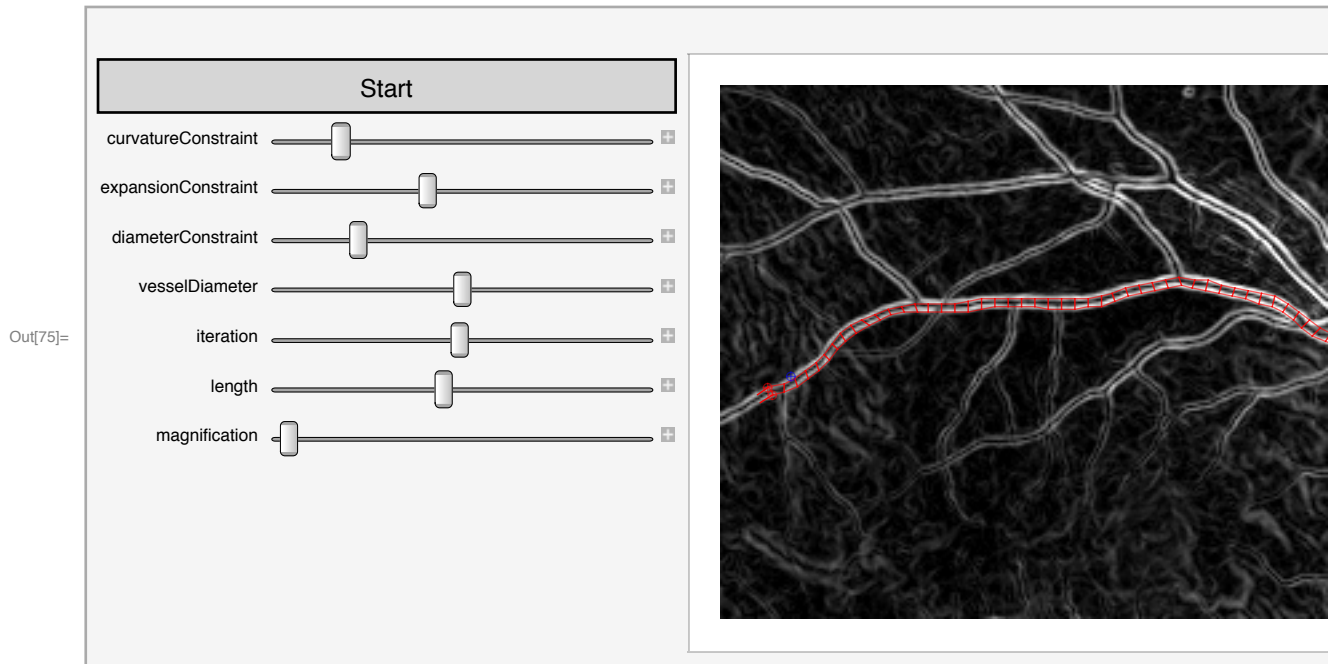 Start
curvatureConstraint
expansionConstraint
diameterConstraint
vesselDiameter
Out[75]=
iteration
length
magnification